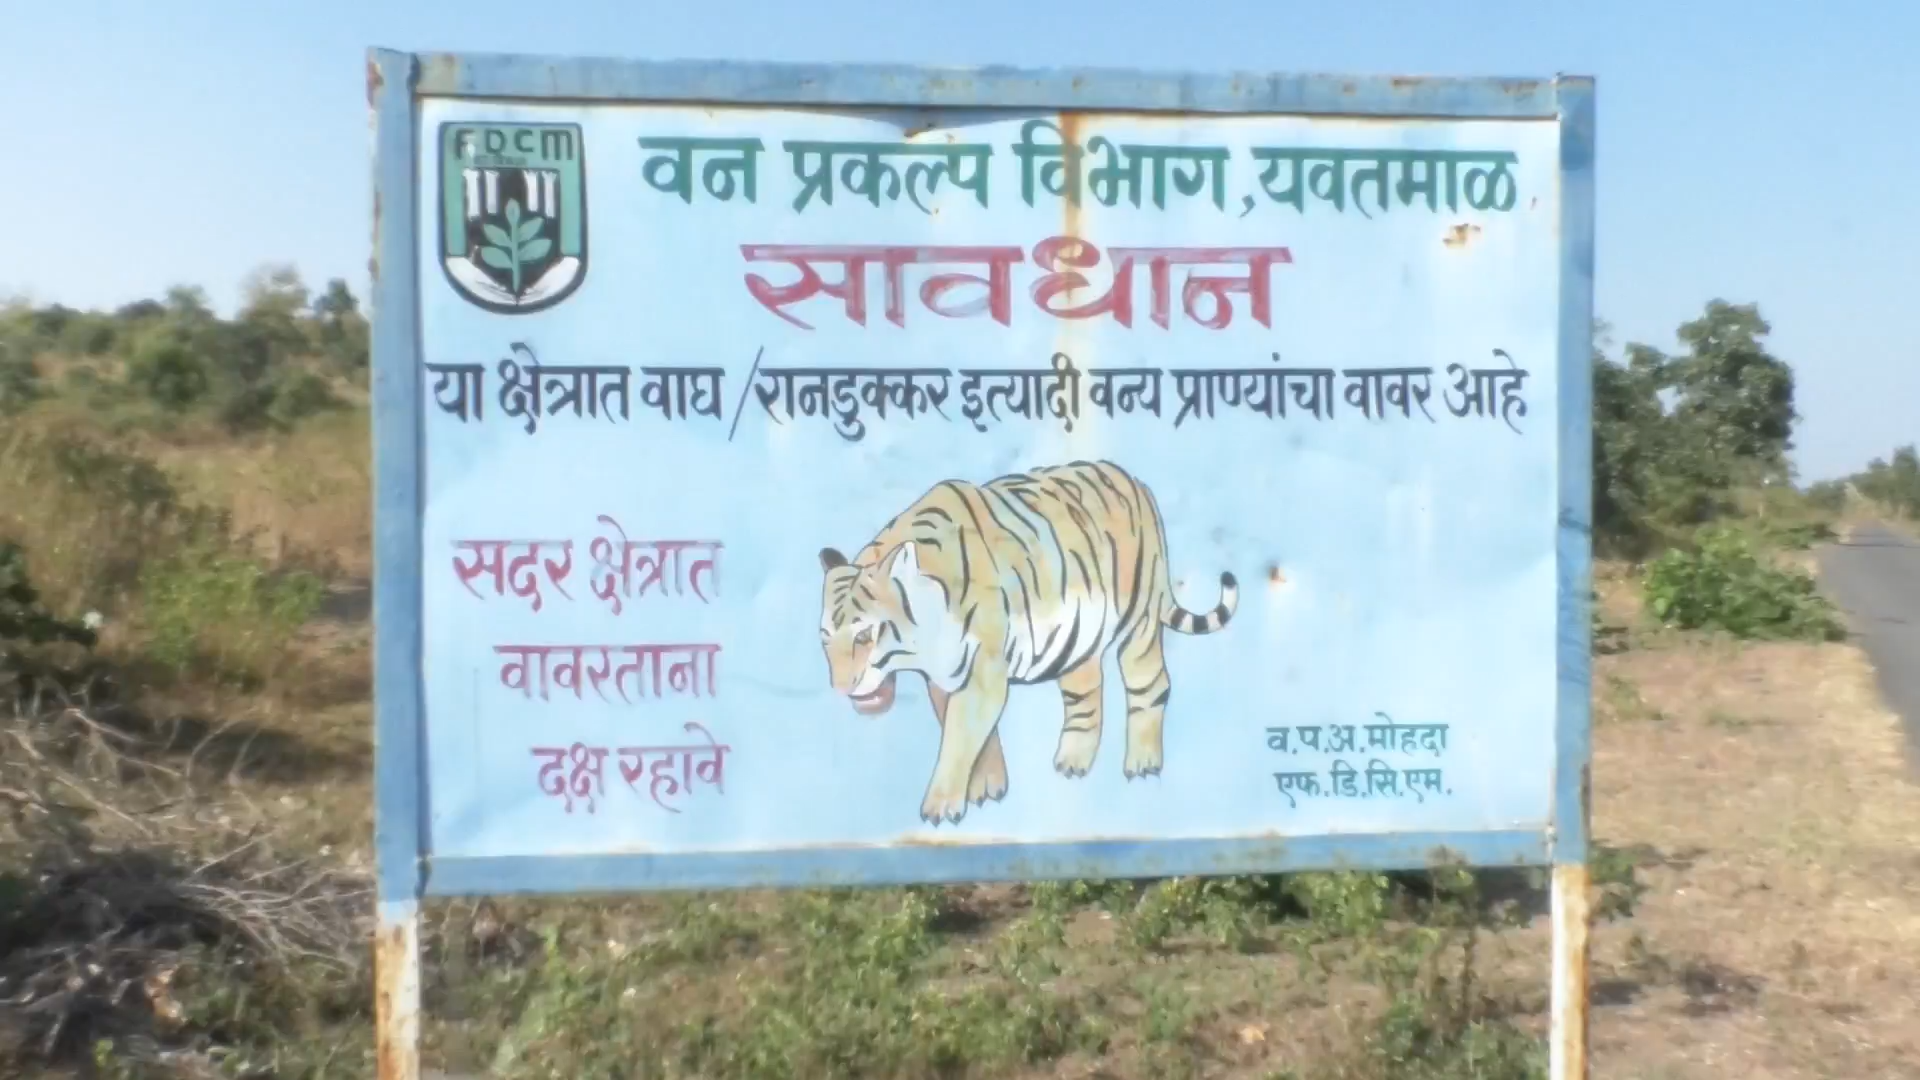 FDCM
वन प्रकल्प विभाग, यवतमाळ
सावधान
या क्षेत्रात वाघ /रानडुक्कर इत्यादी वन्य प्राण्यांचा वावर आहे
सदर क्षेत्रात
वावरताना
दक्ष रहावे
व.प.अ.मोहदा
एफ.डि.सि.एम.